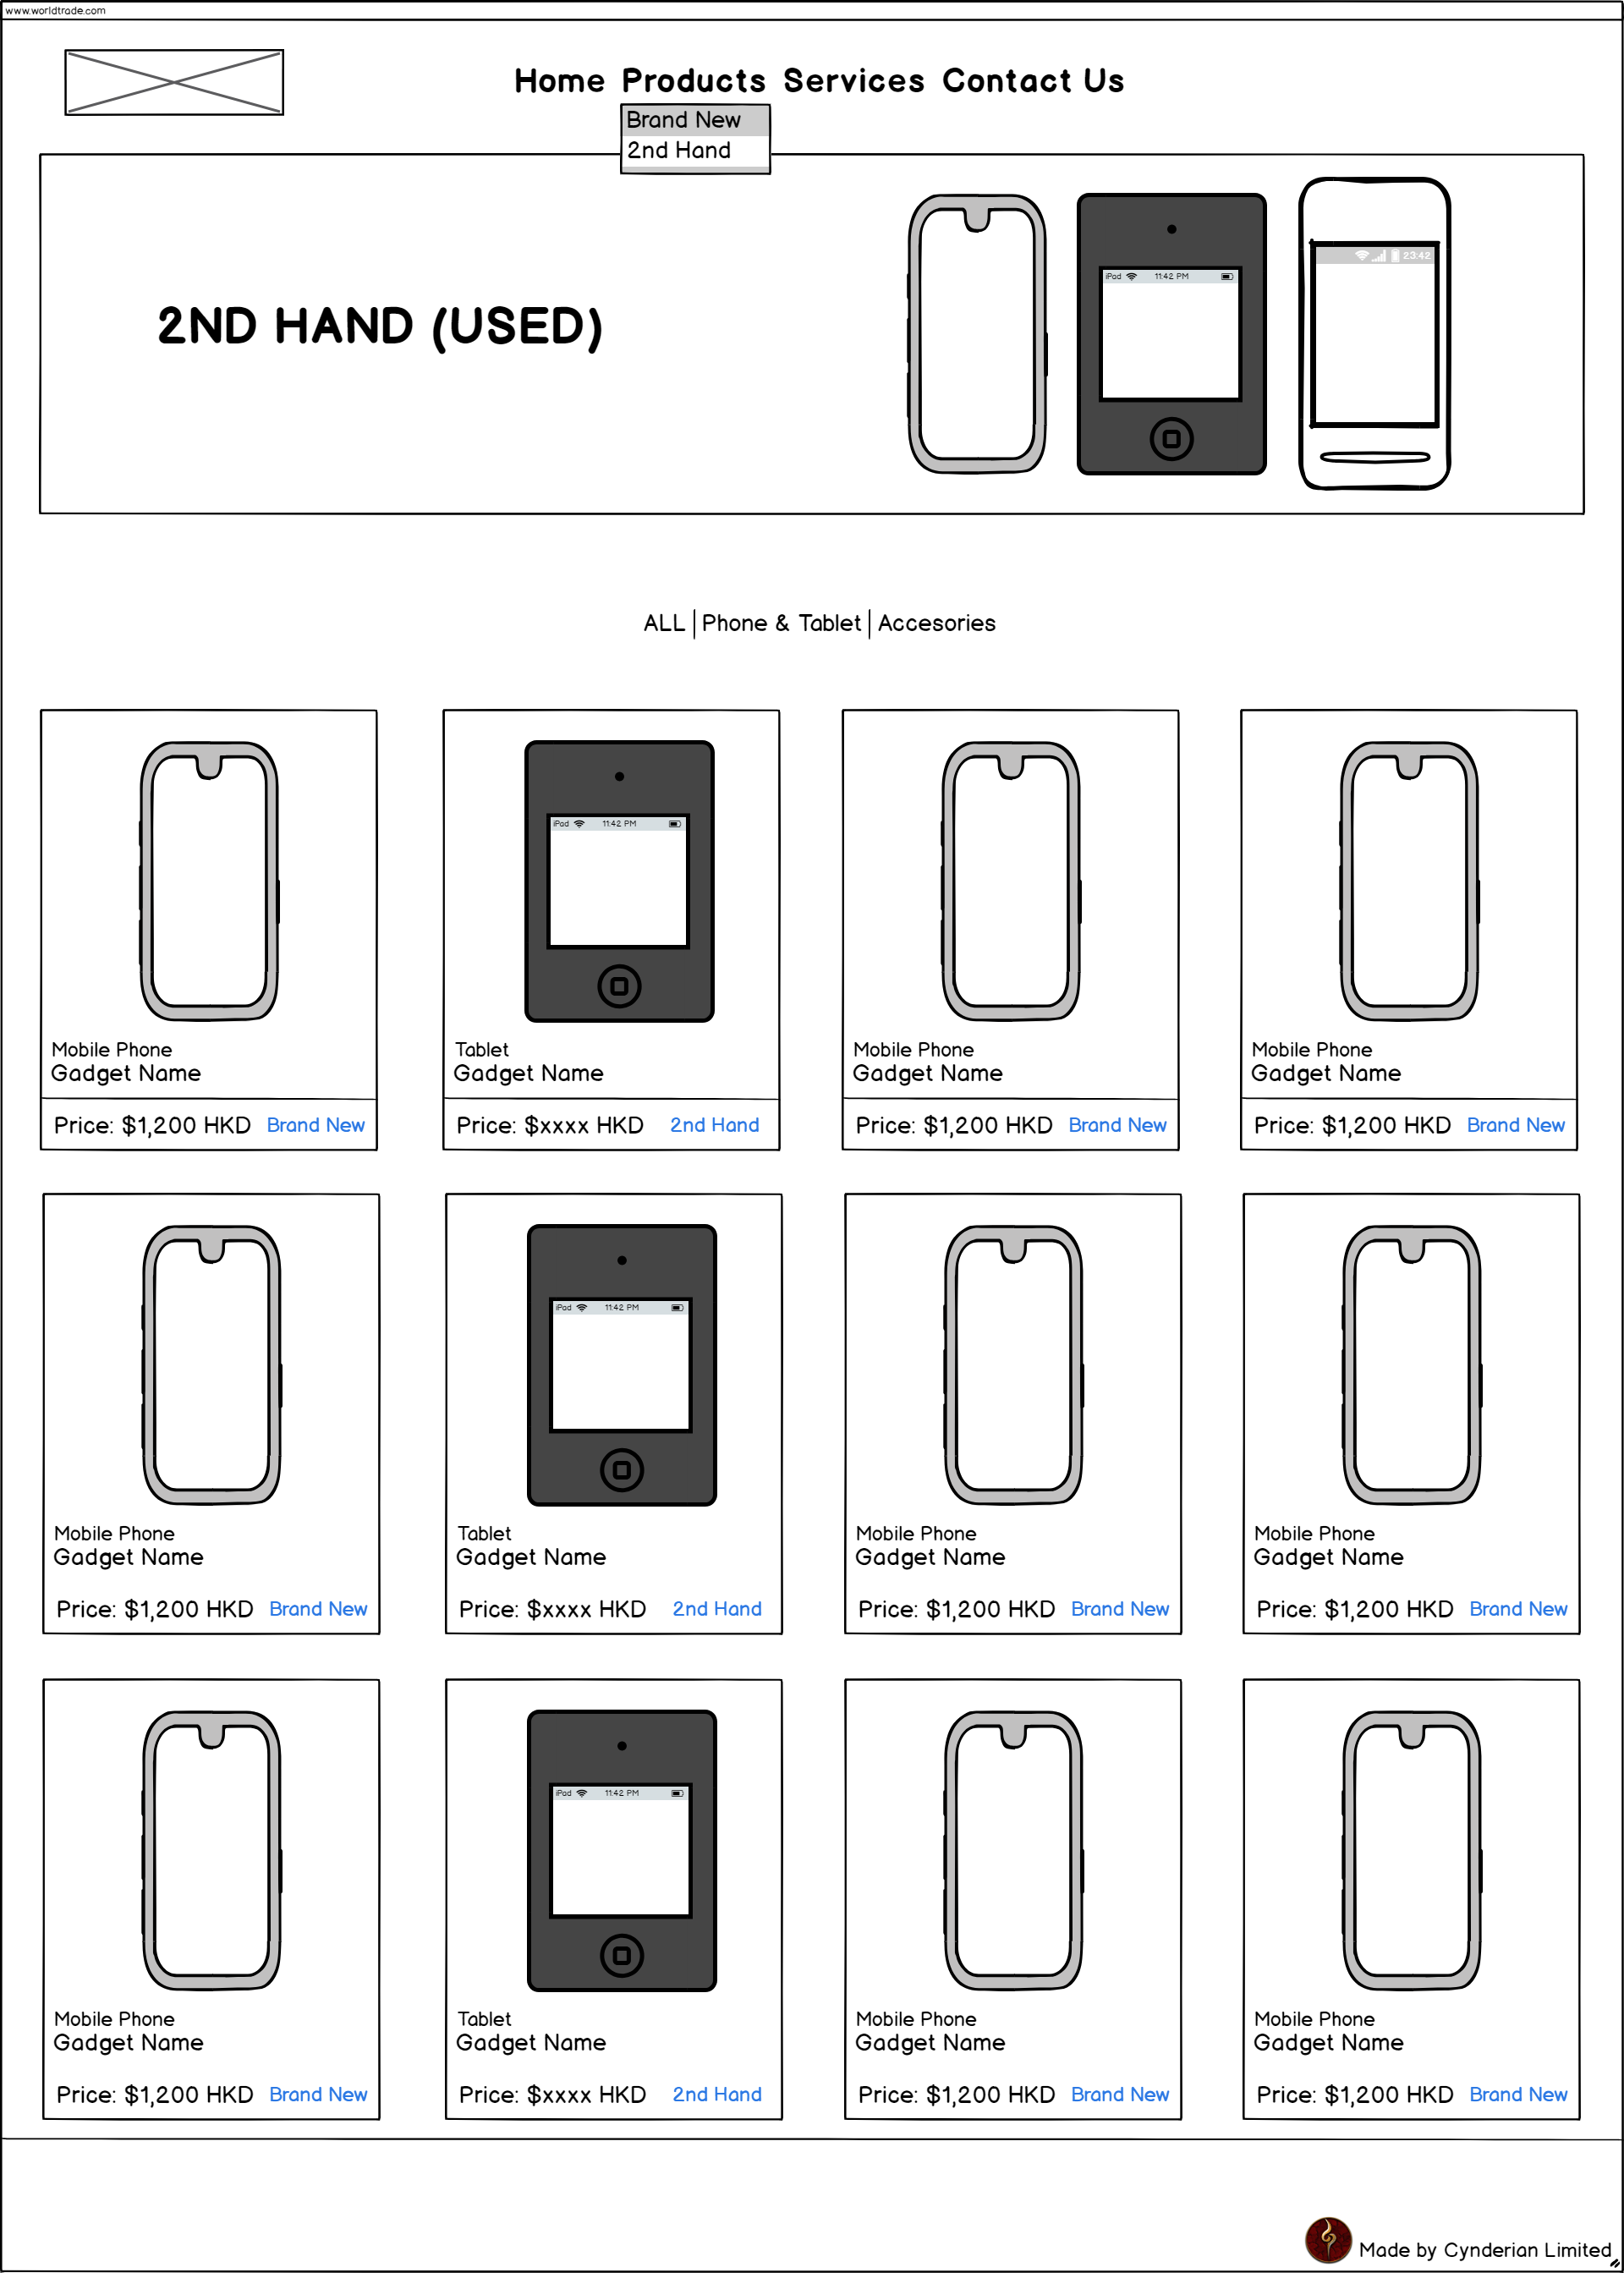 www.worldtrade.com
Home Products Services Contact Us
Brand New
2nd Hand
23:42
iPad 11:42 PM
2ND HAND (USED)
ALL Phone & Tablet Accesories
iPad 11:42 PM
Mobile Phone Tablet Mobile Phone Mobile Phone
Gadget Name Gadget Name Gadget Name Gadget Name
Price: $1,200 HKD Brand New Price: $xxxx HKD 2nd Hand Price: $1,200 HKD Brand New Price: $1,200 HKD Brand New
iPad 11:42 PM
Mobile Phone Tablet Mobile Phone Mobile Phone
Gadget Name Gadget Name Gadget Name Gadget Name
Price: $1,200 HKD Brand New Price: $xxxx HKD 2nd Hand Price: $1,200 HKD Brand New Price: $1,200 HKD Brand New
iPad 11:42 PM
Mobile Phone Tablet Mobile Phone Mobile Phone
Gadget Name Gadget Name Gadget Name Gadget Name
Price: $1,200 HKD Brand New Price: $xxxx HKD 2nd Hand Price: $1,200 HKD Brand New Price: $1,200 HKD Brand New
Made by Cynderian Limited